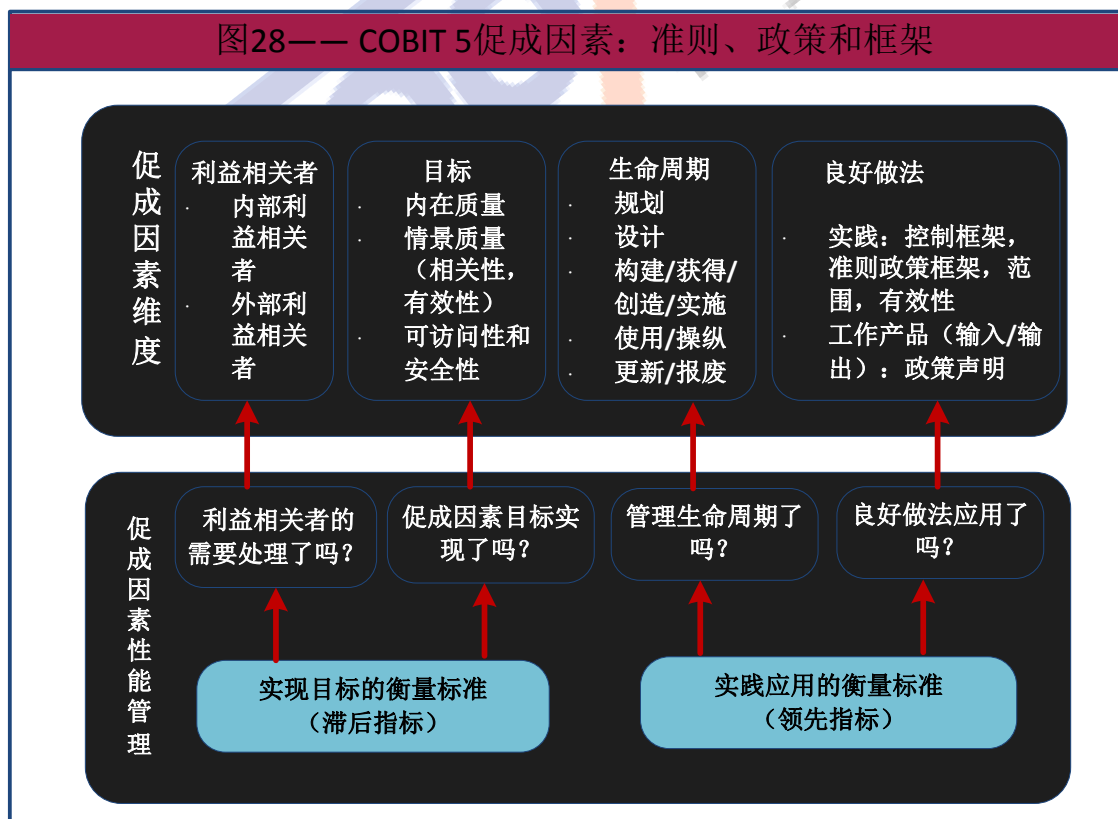 图28—— COBIT 5促成因素：准则、政策和框架
促
成
因
素
维
度
利益相关者
· 内部利
益相关
者
· 外部利
益相关
者
目标
· 内在质量
· 情景质量
（相关性，
有效性）
· 可访问性和
安全性
生命周期
· 规划
· 设计
· 构建/获得/
创造/实施
· 使用/操纵
· 更新/报废
良好做法
· 实践：控制框架，
准则政策框架，范
围，有效性
· 工作产品（输入/输
出）：政策声明
促
成
因
素
性
能
管
理
利益相关者的
需要处理了吗？
促成因素目标实
现了吗？
管理生命周期了
吗？
良好做法应用了
吗？
实现目标的衡量标准
（滞后指标）
实践应用的衡量标准
（领先指标）